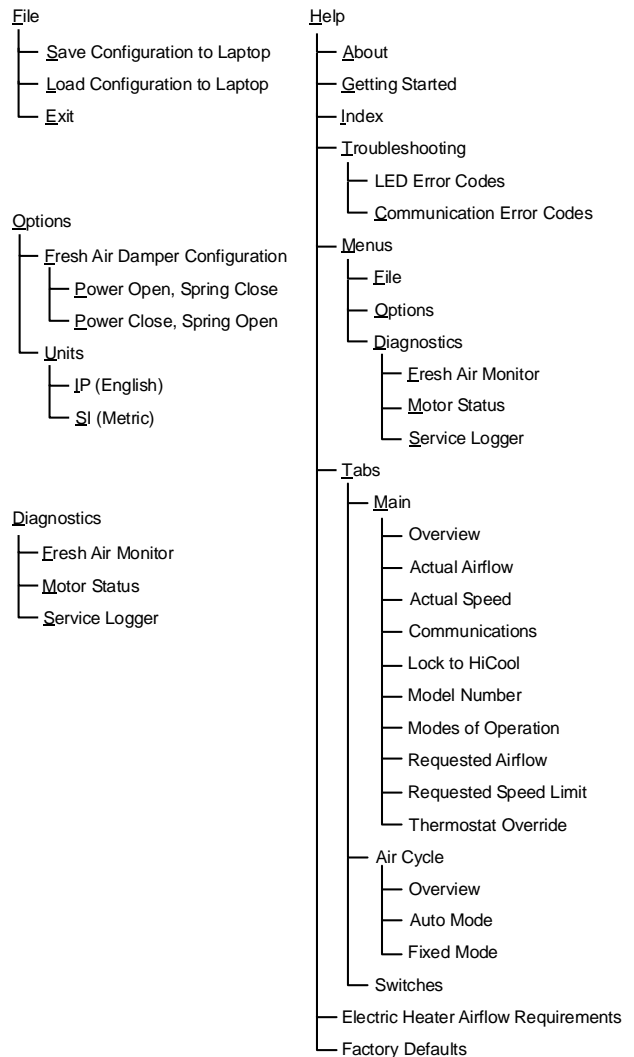 File
Save Configuration to Laptop
Load Configuration to Laptop
Exit
Options
Fresh Air Damper Configuration
Power Open, Spring Close
Power Close, Spring Open
Units
IP (English)
SI (Metric)
Diagnostics
Fresh Air Monitor
Motor Status
Service Logger
Help
About
Getting Started
Index
Troubleshooting
LED Error Codes
Communication Error Codes
Menus
File
Options
Diagnostics
Fresh Air Monitor
Motor Status
Service Logger
Tabs
Main
Overview
Actual Airflow
Actual Speed
Communications
Lock to HiCool
Model Number
Modes of Operation
Requested Airflow
Requested Speed Limit
Thermostat Override
Air Cycle
Overview
Auto Mode
Fixed Mode
Switches
Electric Heater Airflow Requirements
Factory Defaults